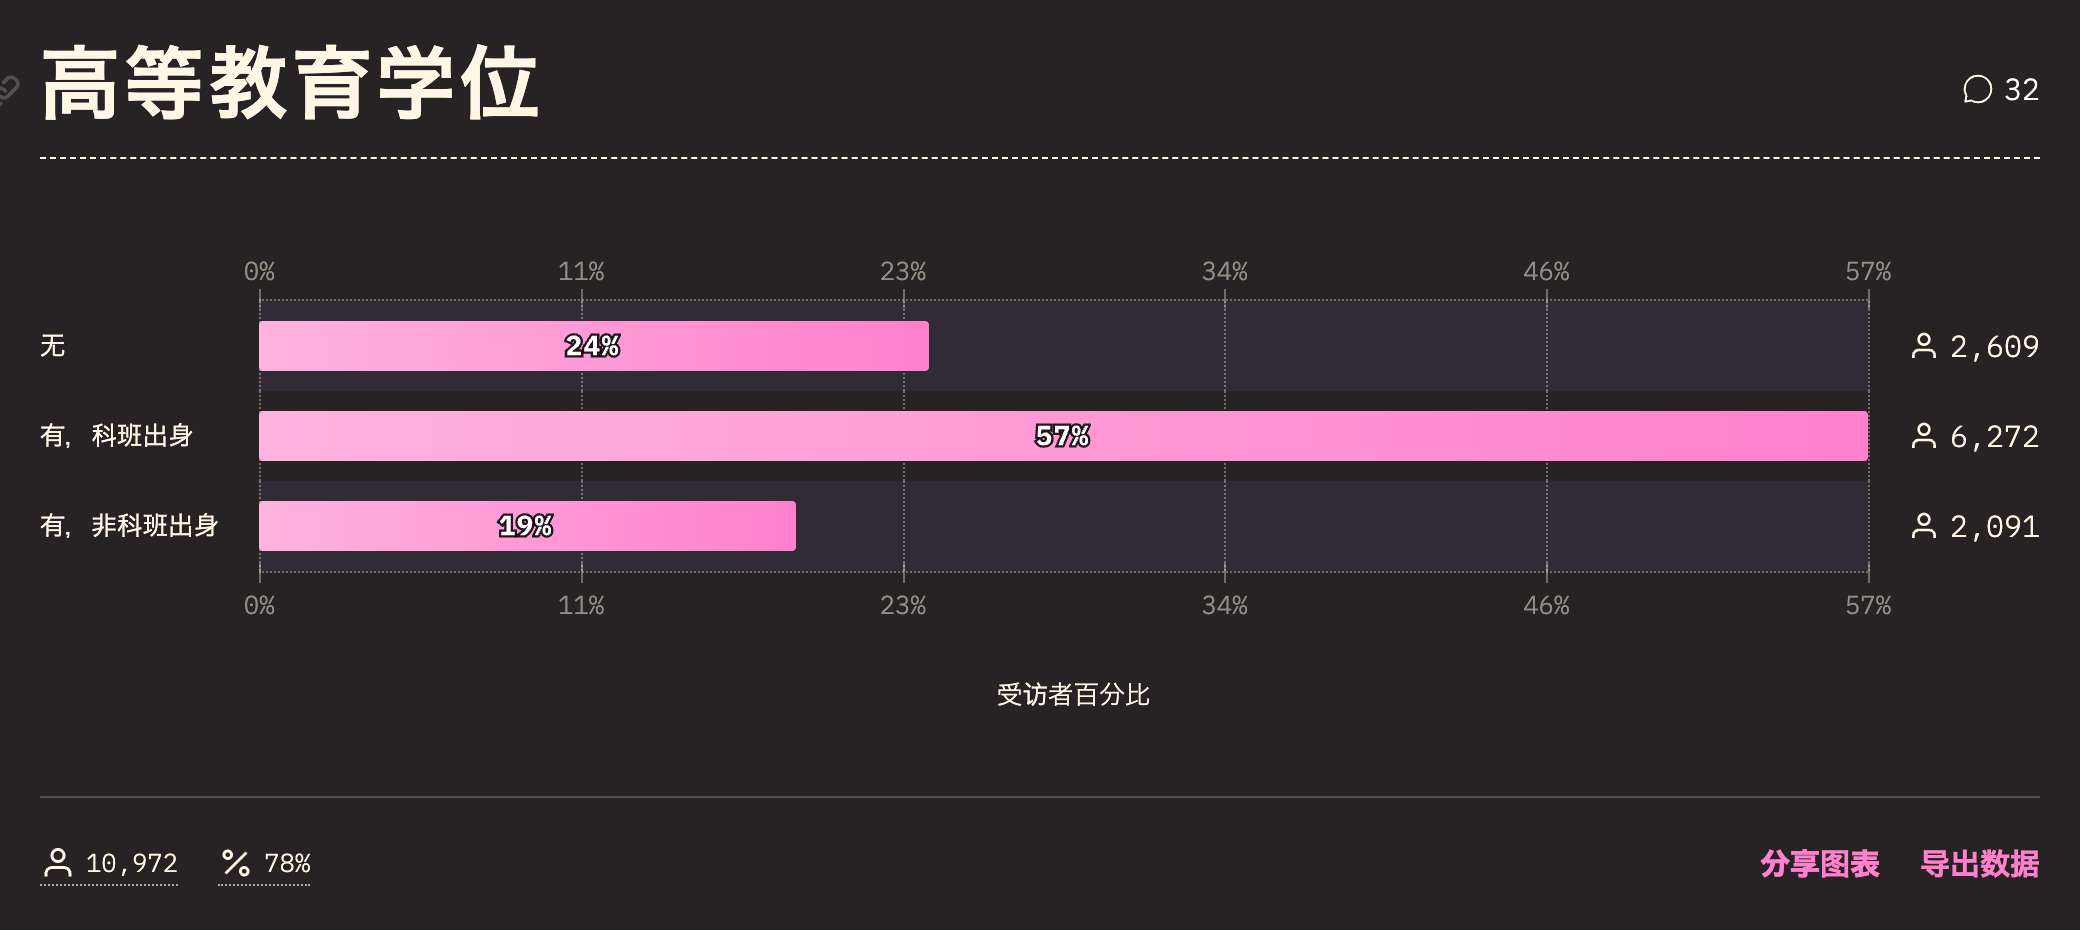 高等教育学位
32
0% 11% 23% 34% 46% 57%
无 24% 2,609
有，科班出身 57% 6,272
有，非科班出身 19% 2,091
0% 11% 23% 34% 46% 57%
受访者百分比
10,972 78% 分享图表 导出数据